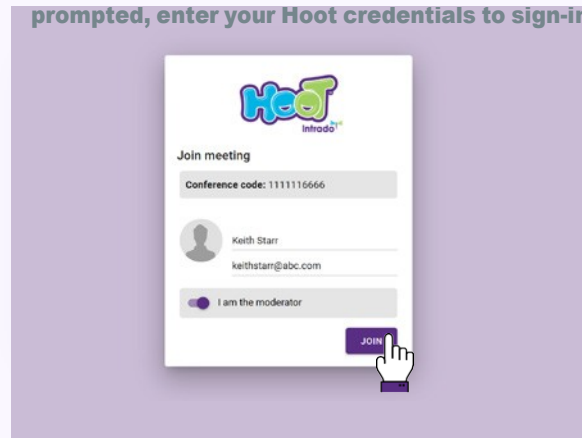 prompted, enter your Hoot credentials to sign-in
HOOT
by
Intrado
Join meeting
Conference code: 1111116666
Keith Starr
keithstarr@abc.com
I am the moderator
JOIN